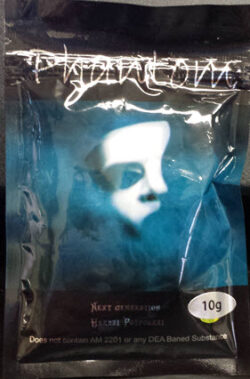 Phantom
Next generation
Herbal Potpourri
10g
Does not contain AM 2201 or any DEA Baned Substance